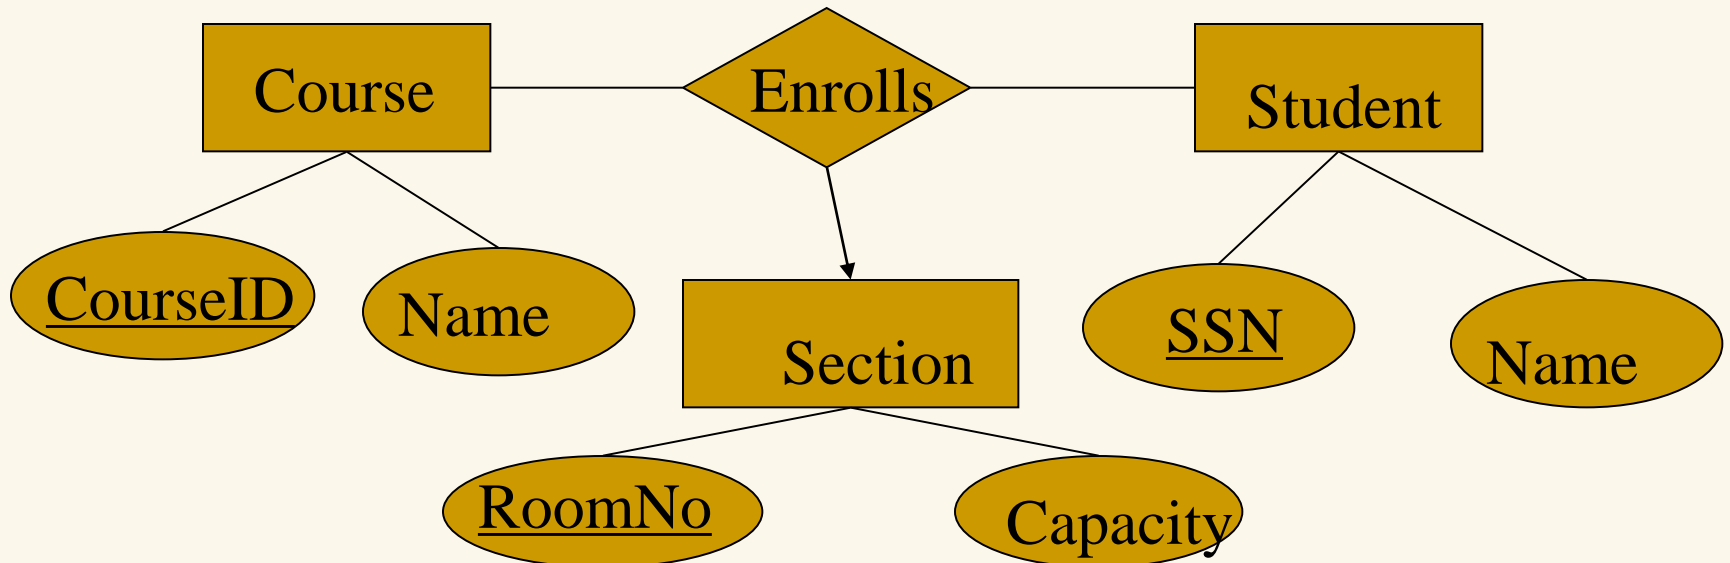 Course
Enrolls
Student
CourseID
Name
Section
SSN
Name
RoomNo
Capacity